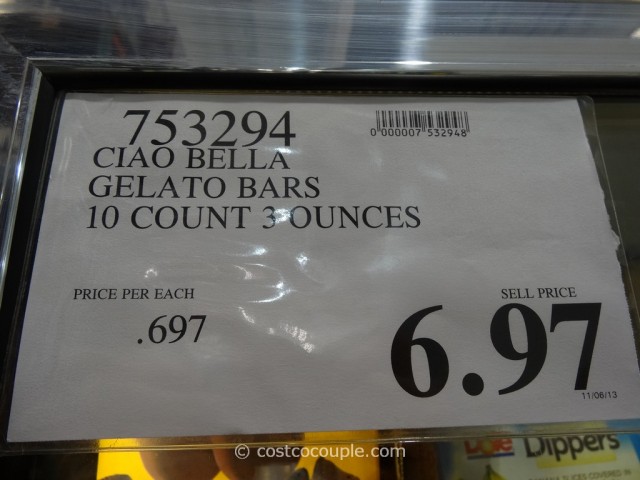 753294
0 000007 532948
CIAO BELLA
GELATO BARS
10 COUNT 3 OUNCES
PRICE PER EACH
.697
SELL PRICE
6.97
11/06/13
Dole Dippers
© costcocouple.com